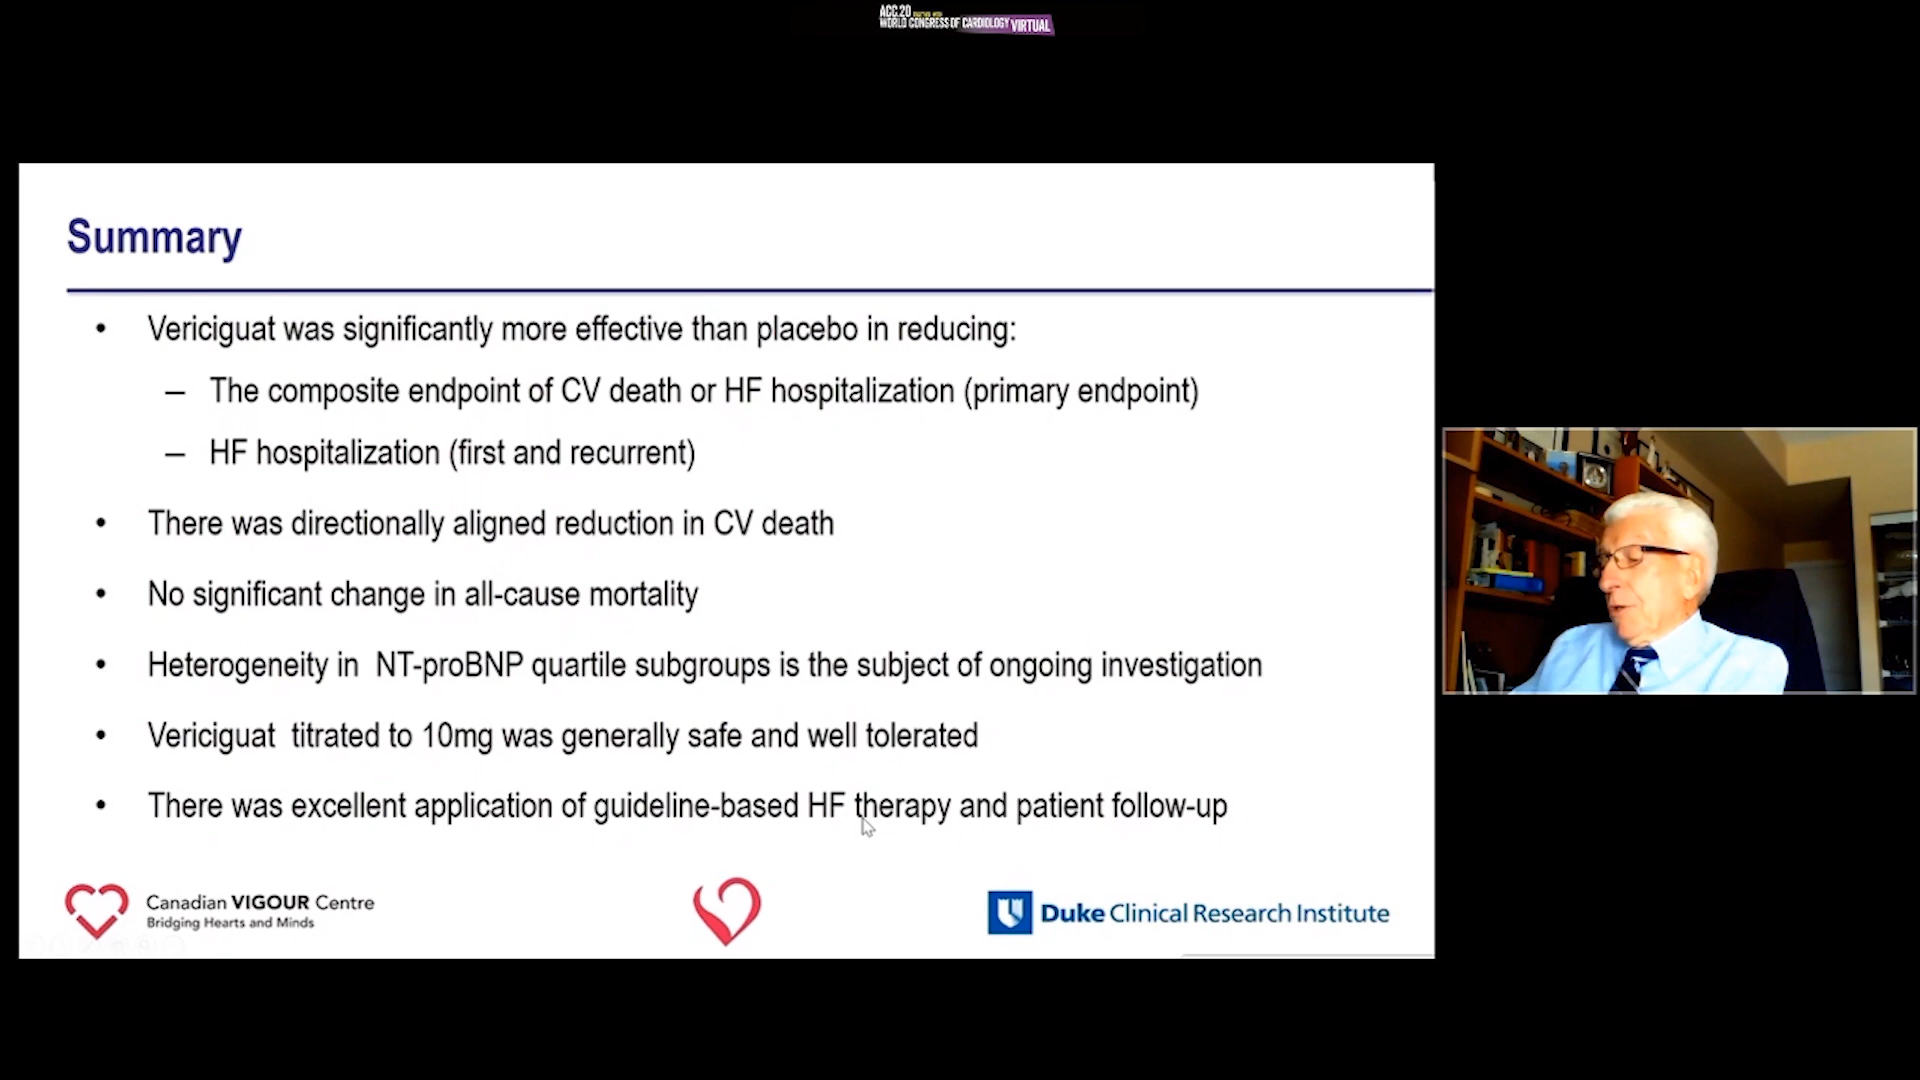 ACC.20
WORLD CONGRESS OF CARDIOLOGY VIRTUAL
Summary
• Vericiguat was significantly more effective than placebo in reducing:
– The composite endpoint of CV death or HF hospitalization (primary endpoint)
– HF hospitalization (first and recurrent)
• There was directionally aligned reduction in CV death
• No significant change in all-cause mortality
• Heterogeneity in NT-proBNP quartile subgroups is the subject of ongoing investigation
• Vericiguat titrated to 10mg was generally safe and well tolerated
• There was excellent application of guideline-based HF therapy and patient follow-up
Canadian VIGOUR Centre
Bridging Hearts and Minds
Duke Clinical Research Institute